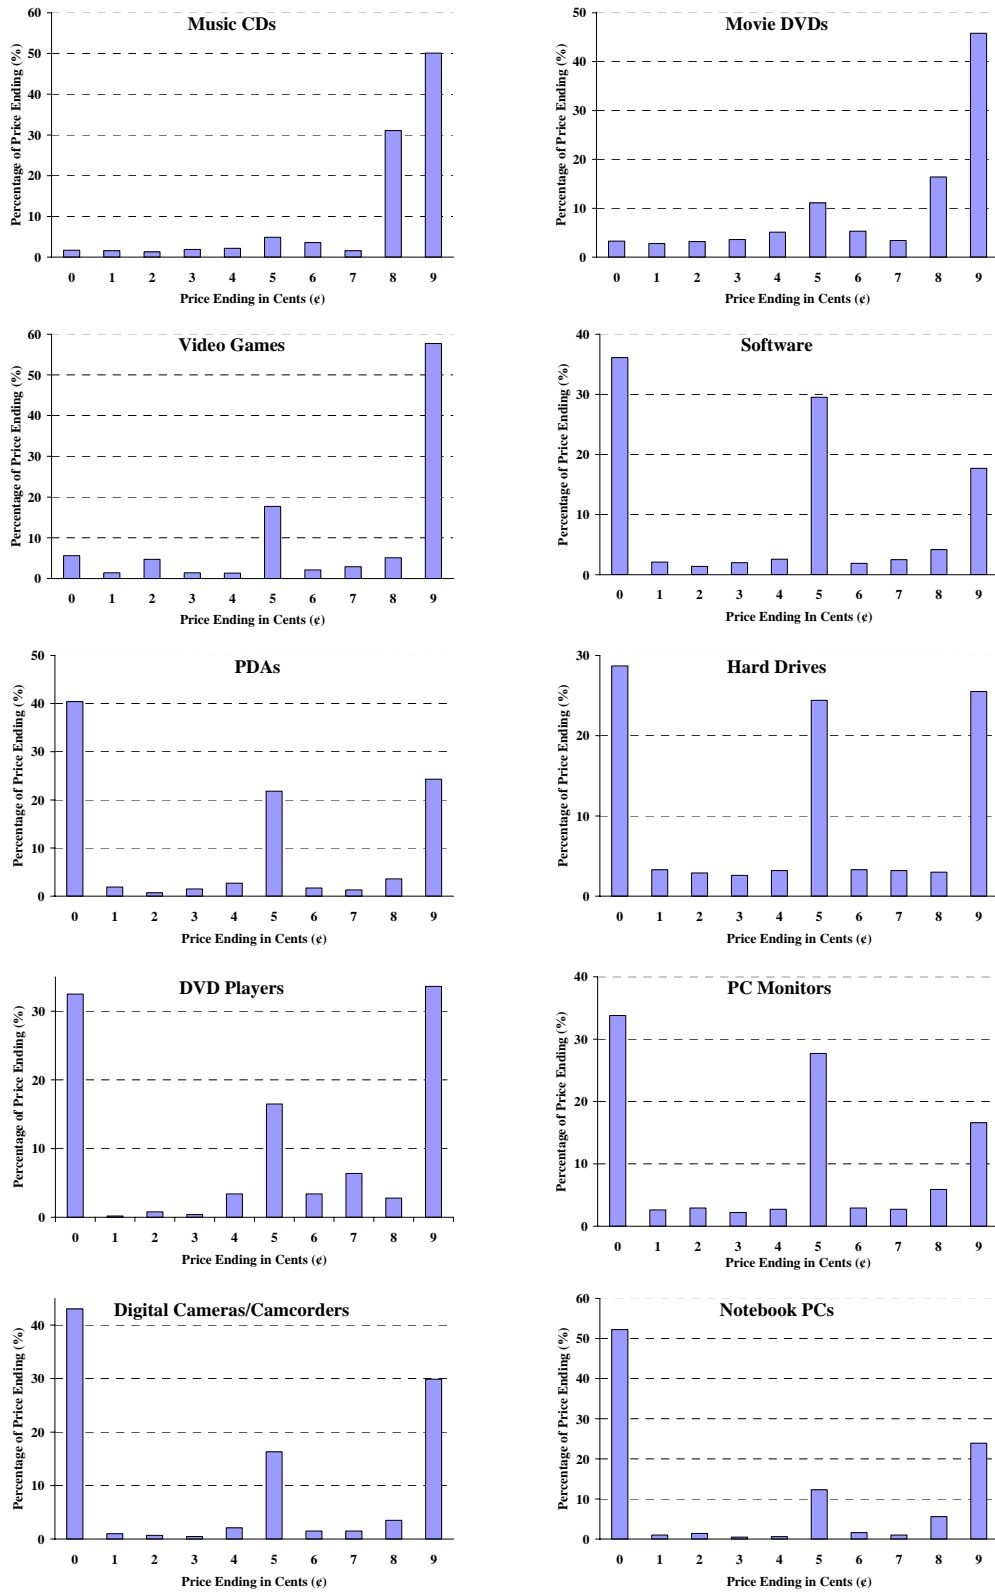 Music CDs
Percentage of Price Ending (%)
60
50
40
30
20
10
0
0 1 2 3 4 5 6 7 8 9
Price Ending in Cents (¢)
Movie DVDs
Percentage of Price Ending (%)
50
40
30
20
10
0
0 1 2 3 4 5 6 7 8 9
Price Ending in Cents (¢)
Video Games
Percentage of Price Ending (%)
60
50
40
30
20
10
0
0 1 2 3 4 5 6 7 8 9
Price Ending in Cents (¢)
Software
Percentage of Price Ending (%)
40
30
20
10
0
0 1 2 3 4 5 6 7 8 9
Price Ending In Cents (¢)
PDAs
Percentage of Price Ending (%)
50
40
30
20
10
0
0 1 2 3 4 5 6 7 8 9
Price Ending in Cents (¢)
Hard Drives
Percentage of Price Ending (%)
30
20
10
0
0 1 2 3 4 5 6 7 8 9
Price Ending in Cents (¢)
DVD Players
Percentage of Price Ending (%)
30
20
10
0
0 1 2 3 4 5 6 7 8 9
Price Ending in Cents (¢)
PC Monitors
Percentage of Price Ending (%)
40
30
20
10
0
0 1 2 3 4 5 6 7 8 9
Price Ending in Cents (¢)
Digital Cameras/Camcorders
Percentage of Price Ending (%)
40
30
20
10
0
0 1 2 3 4 5 6 7 8 9
Price Ending in Cents (¢)
Notebook PCs
Percentage of Price Ending (%)
60
50
40
30
20
10
0
0 1 2 3 4 5 6 7 8 9
Price Ending in Cents (¢)